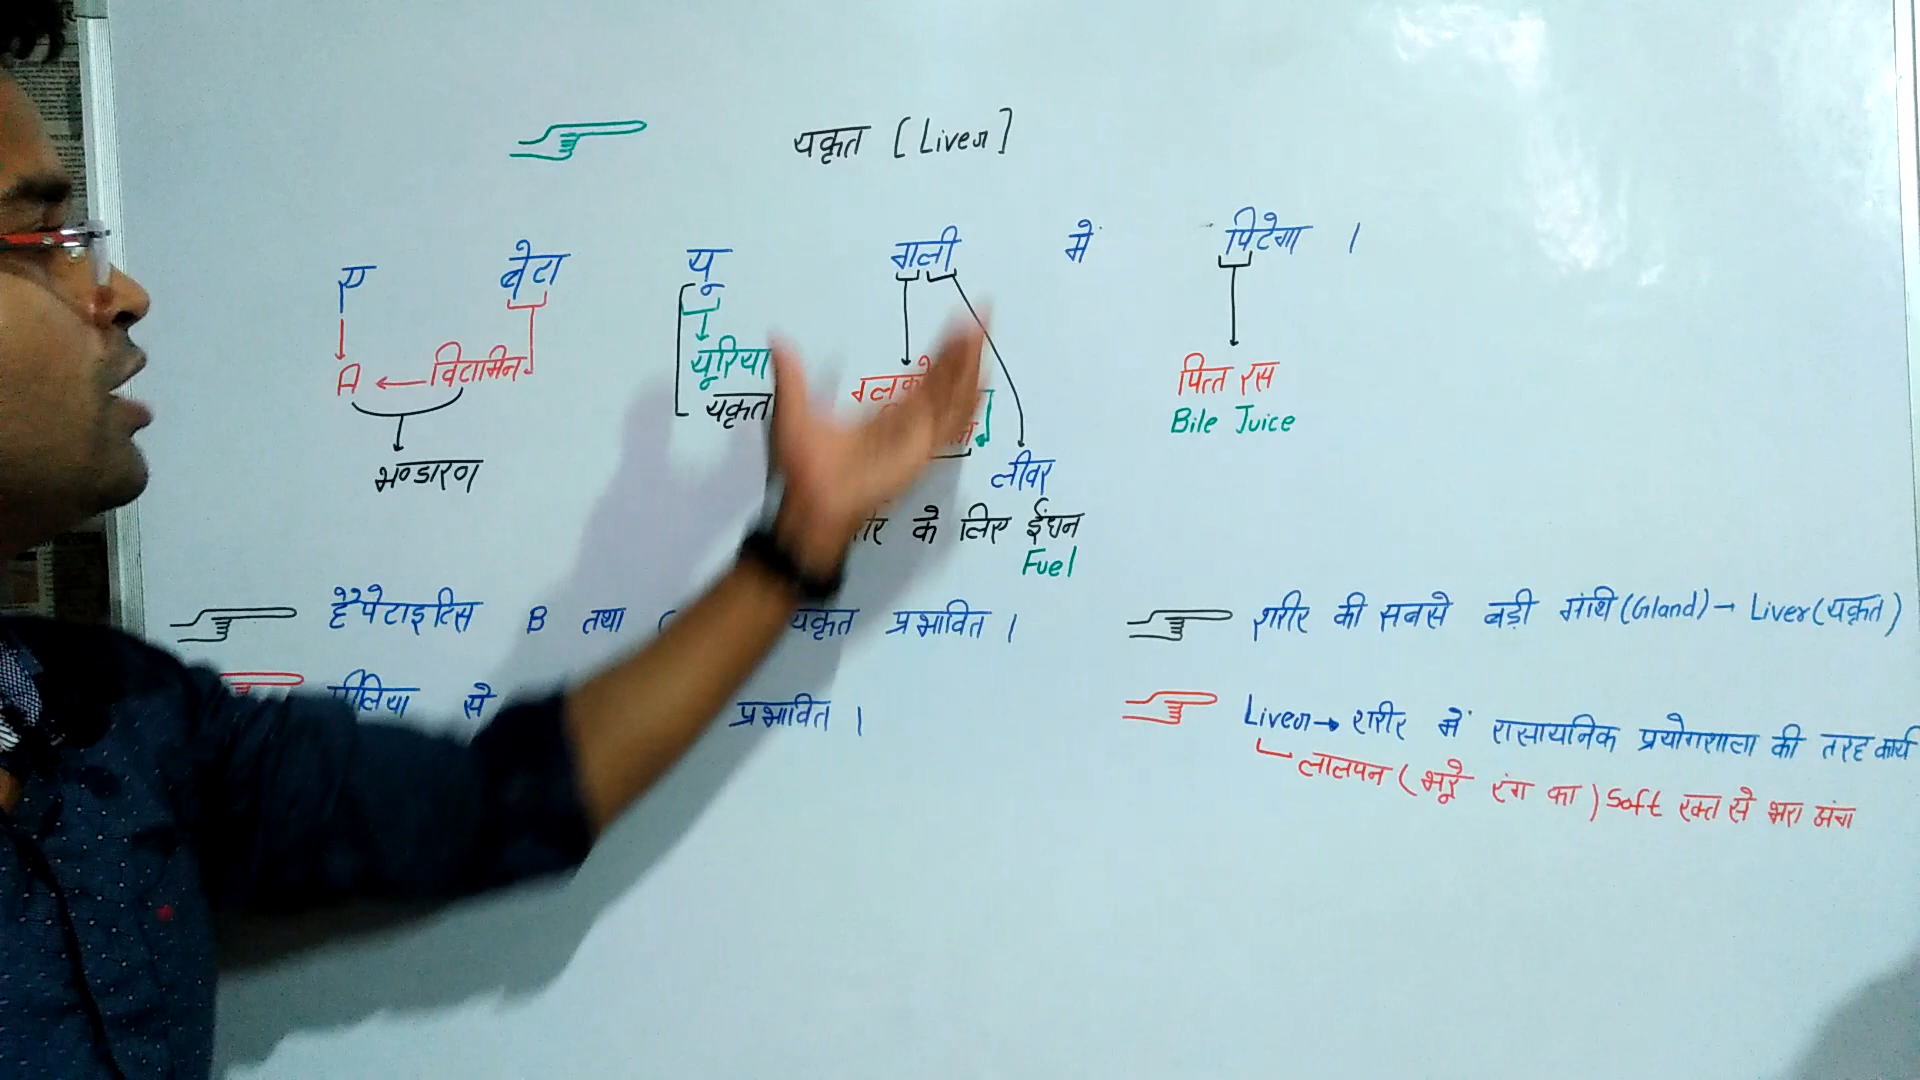 यकृत [Liver]
ए बेटा यू गली में पिटेगा ।
A ← विटामिन
यूरिया
यकृत
पित्त रस
Bile Juice
भण्डारण
लीवर
के लिए ईंधन
Fuel
हैपेटाइटिस B तथा यकृत प्रभावित ।
से प्रभावित ।
शरीर की सबसे बड़ी ग्रंथि (Gland) → Liver (यकृत)
Liver → शरीर में रासायनिक प्रयोगशाला की तरह कार्य
लालपन (भूरे रंग का) Soft रक्त से भरा